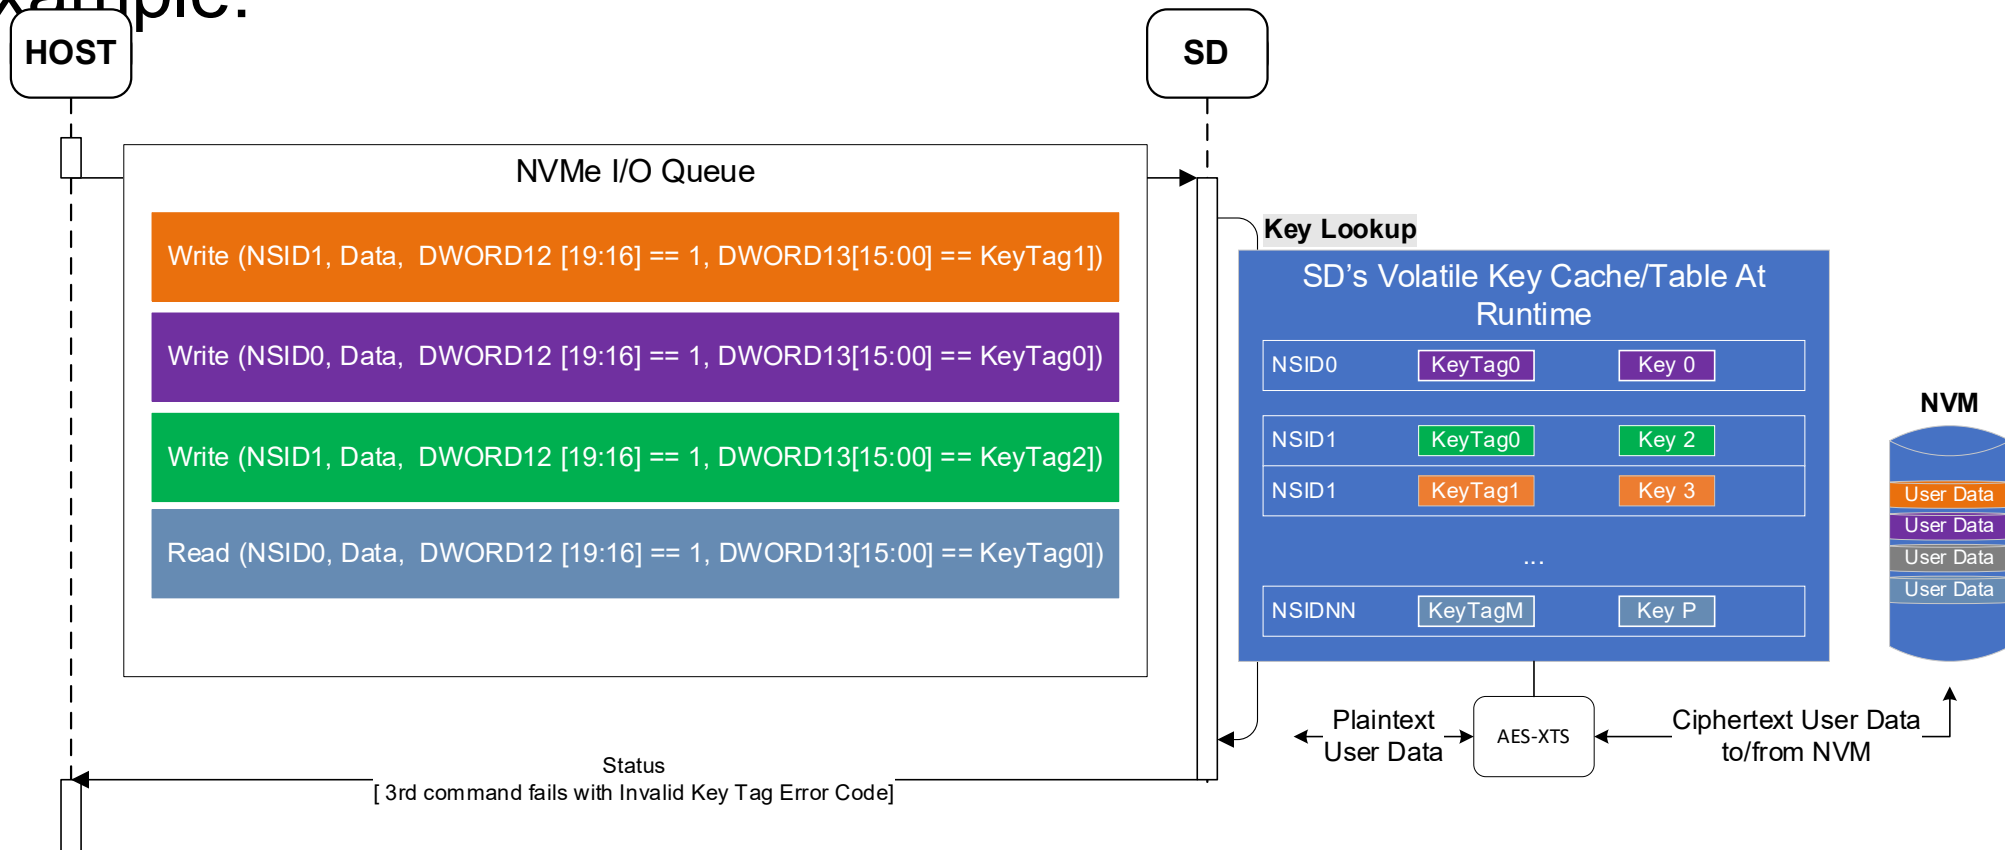 xample:
HOST
SD
NVMe I/O Queue
Write (NSID1, Data, DWORD12 [19:16] == 1, DWORD13[15:00] == KeyTag1])
Write (NSID0, Data, DWORD12 [19:16] == 1, DWORD13[15:00] == KeyTag0])
Write (NSID1, Data, DWORD12 [19:16] == 1, DWORD13[15:00] == KeyTag2])
Read (NSID0, Data, DWORD12 [19:16] == 1, DWORD13[15:00] == KeyTag0])
Key Lookup
SD's Volatile Key Cache/Table At
Runtime
NSID0 KeyTag0 Key 0
NSID1 KeyTag0 Key 2
NSID1 KeyTag1 Key 3
...
NSIDNN KeyTagM Key P
NVM
User Data
User Data
User Data
User Data
Plaintext
User Data
AES-XTS
Ciphertext User Data
to/from NVM
Status
[ 3rd command fails with Invalid Key Tag Error Code]